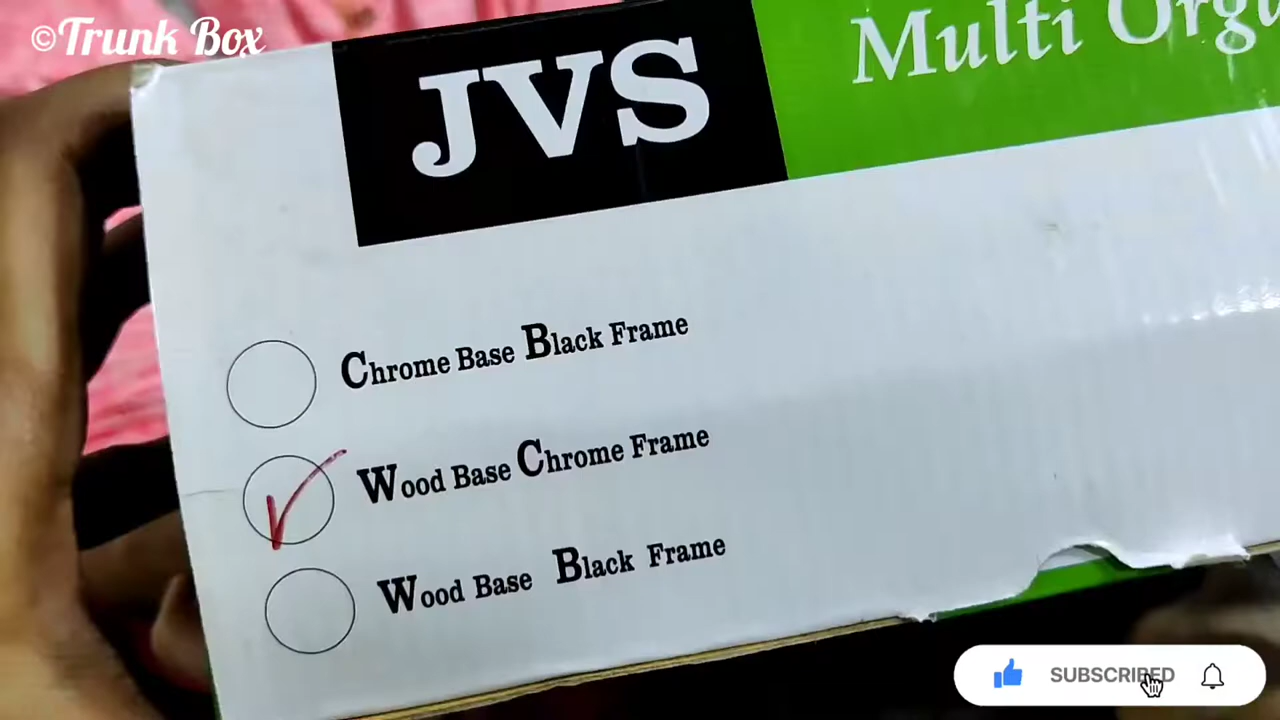 ©Trunk Box
JVS
Multi
Chrome Base Black Frame
Wood Base Chrome Frame
Wood Base Black Frame
SUBSCRIBED